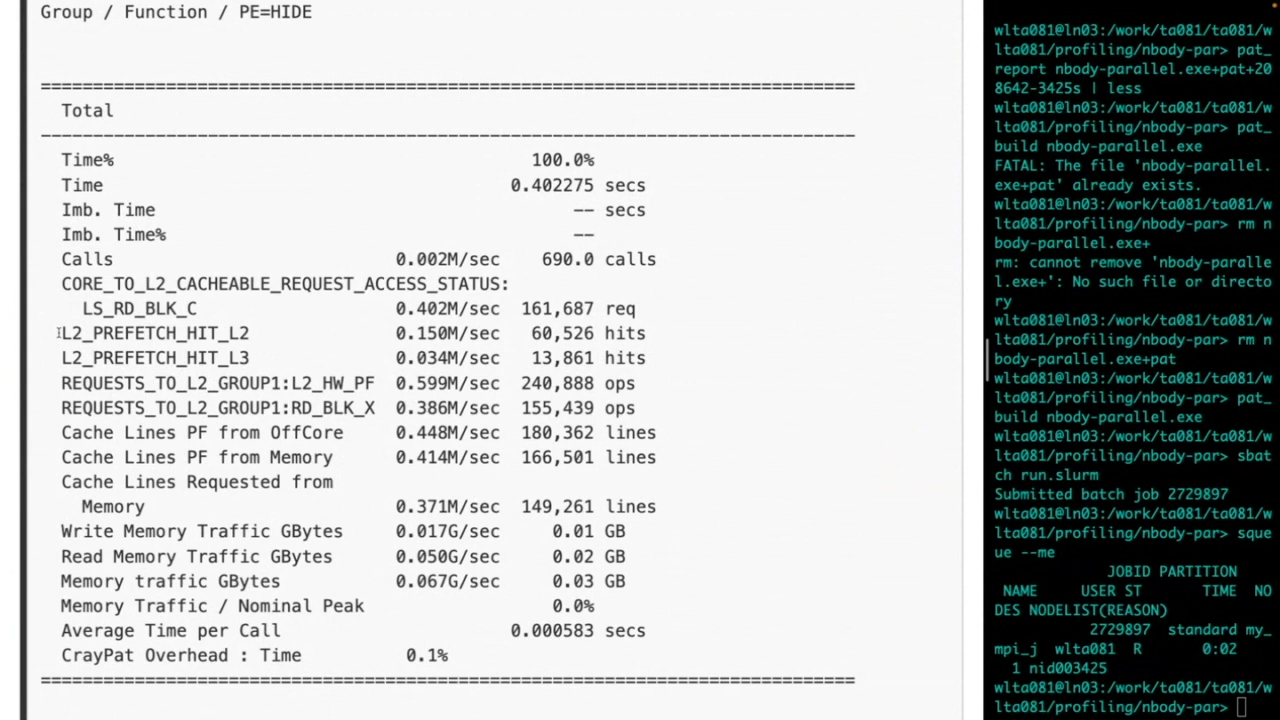 Group / Function / PE=HIDE
================================================================================
Total
--------------------------------------------------------------------------------
Time% 100.0%
Time 0.402275 secs
Imb. Time -- secs
Imb. Time% --
Calls 0.002M/sec 690.0 calls
CORE_TO_L2_CACHEABLE_REQUEST_ACCESS_STATUS:
LS_RD_BLK_C 0.402M/sec 161,687 req
L2_PREFETCH_HIT_L2 0.150M/sec 60,526 hits
L2_PREFETCH_HIT_L3 0.034M/sec 13,861 hits
REQUESTS_TO_L2_GROUP1:L2_HW_PF 0.599M/sec 240,888 ops
REQUESTS_TO_L2_GROUP1:RD_BLK_X 0.386M/sec 155,439 ops
Cache Lines PF from OffCore 0.448M/sec 180,362 lines
Cache Lines PF from Memory 0.414M/sec 166,501 lines
Cache Lines Requested from
Memory 0.371M/sec 149,261 lines
Write Memory Traffic GBytes 0.017G/sec 0.01 GB
Read Memory Traffic GBytes 0.050G/sec 0.02 GB
Memory traffic GBytes 0.067G/sec 0.03 GB
Memory Traffic / Nominal Peak 0.0%
Average Time per Call 0.000583 secs
CrayPat Overhead : Time 0.1%
================================================================================
wlta081@ln03:/work/ta081/ta081/w
lta081/profiling/nbody-par> pat_
report nbody-parallel.exe+pat+20
8642-3425s | less
wlta081@ln03:/work/ta081/ta081/w
lta081/profiling/nbody-par> pat_
build nbody-parallel.exe
FATAL: The file 'nbody-parallel.
exe+pat' already exists.
wlta081@ln03:/work/ta081/ta081/w
lta081/profiling/nbody-par> rm n
body-parallel.exe+
rm: cannot remove 'nbody-paralle
l.exe+': No such file or directo
ry
wlta081@ln03:/work/ta081/ta081/w
lta081/profiling/nbody-par> rm n
body-parallel.exe+pat
wlta081@ln03:/work/ta081/ta081/w
lta081/profiling/nbody-par> pat_
build nbody-parallel.exe
wlta081@ln03:/work/ta081/ta081/w
lta081/profiling/nbody-par> sbat
ch run.slurm
Submitted batch job 2729897
wlta081@ln03:/work/ta081/ta081/w
lta081/profiling/nbody-par> sque
ue --me
JOBID PARTITION
NAME USER ST TIME NO
DES NODELIST(REASON)
2729897 standard my_
mpi_j wlta081 R 0:02
1 nid003425
wlta081@ln03:/work/ta081/ta081/w
lta081/profiling/nbody-par>